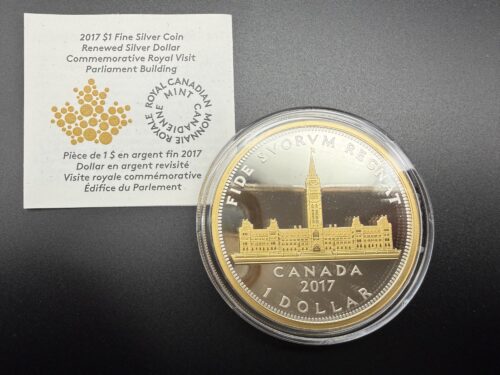 2017 $1 Fine Silver Coin
Renewed Silver Dollar
Commemorative Royal Visit
Parliament Building
ROYAL CANADIAN MINT
MONNAIE ROYALE CANADIENNE
Pièce de 1 $ en argent fin 2017
Dollar en argent revisité
Visite royale commémorative
Édifice du Parlement
FIDE SVORVM REGNAT
CANADA
2017
1 DOLLAR